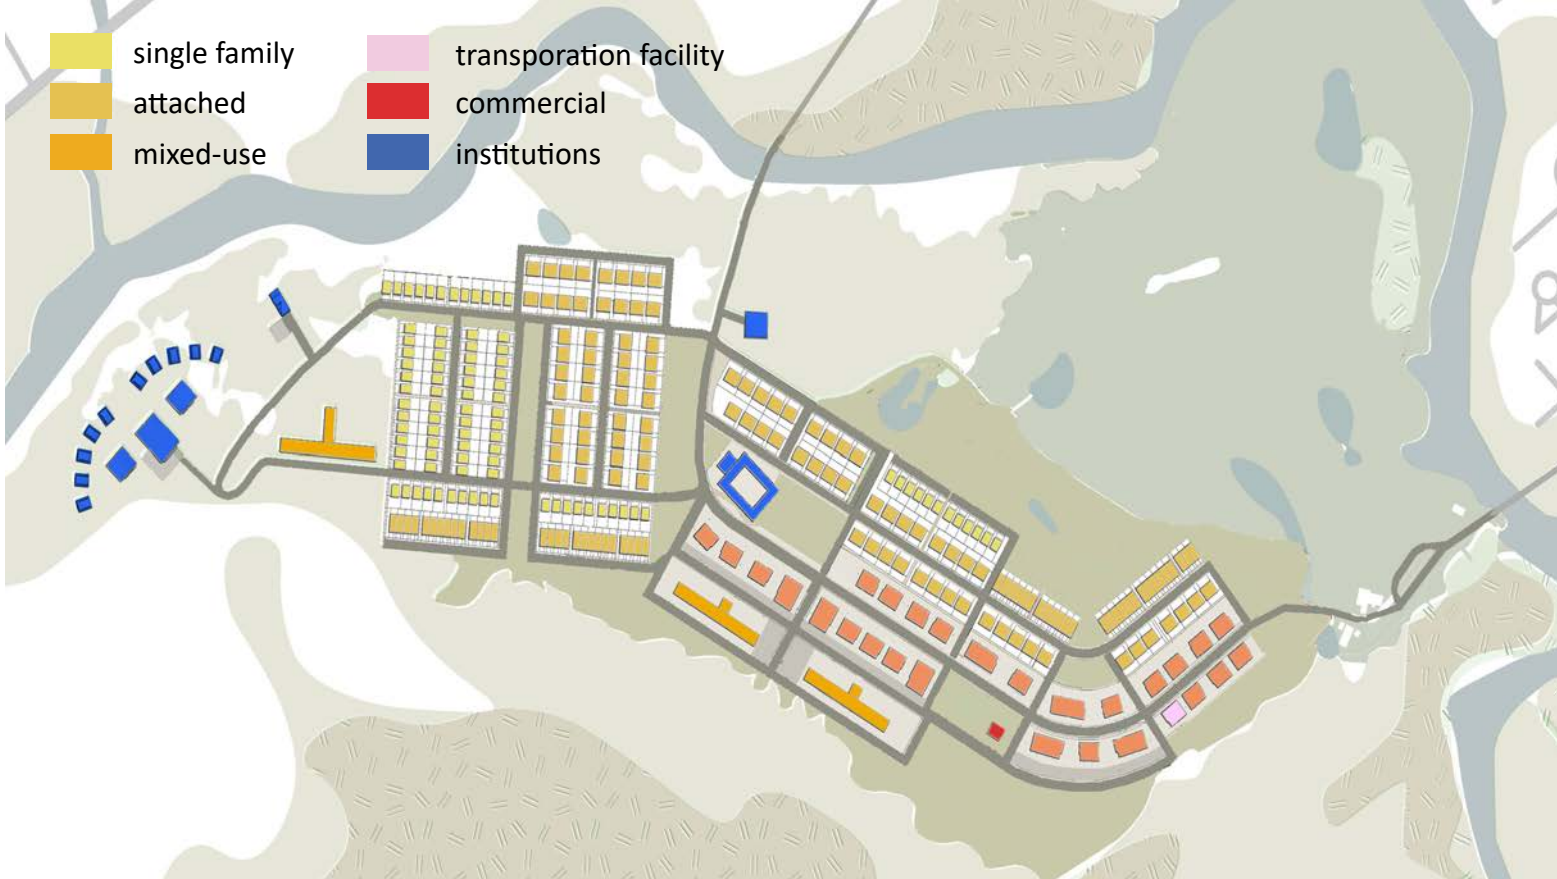 single family
attached
mixed-use
transporation facility
commercial
institutions